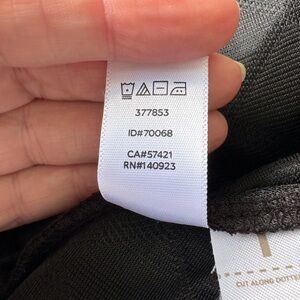 377853
ID#70068
CA#57421
RN#140923
CUT ALONG DOTTED